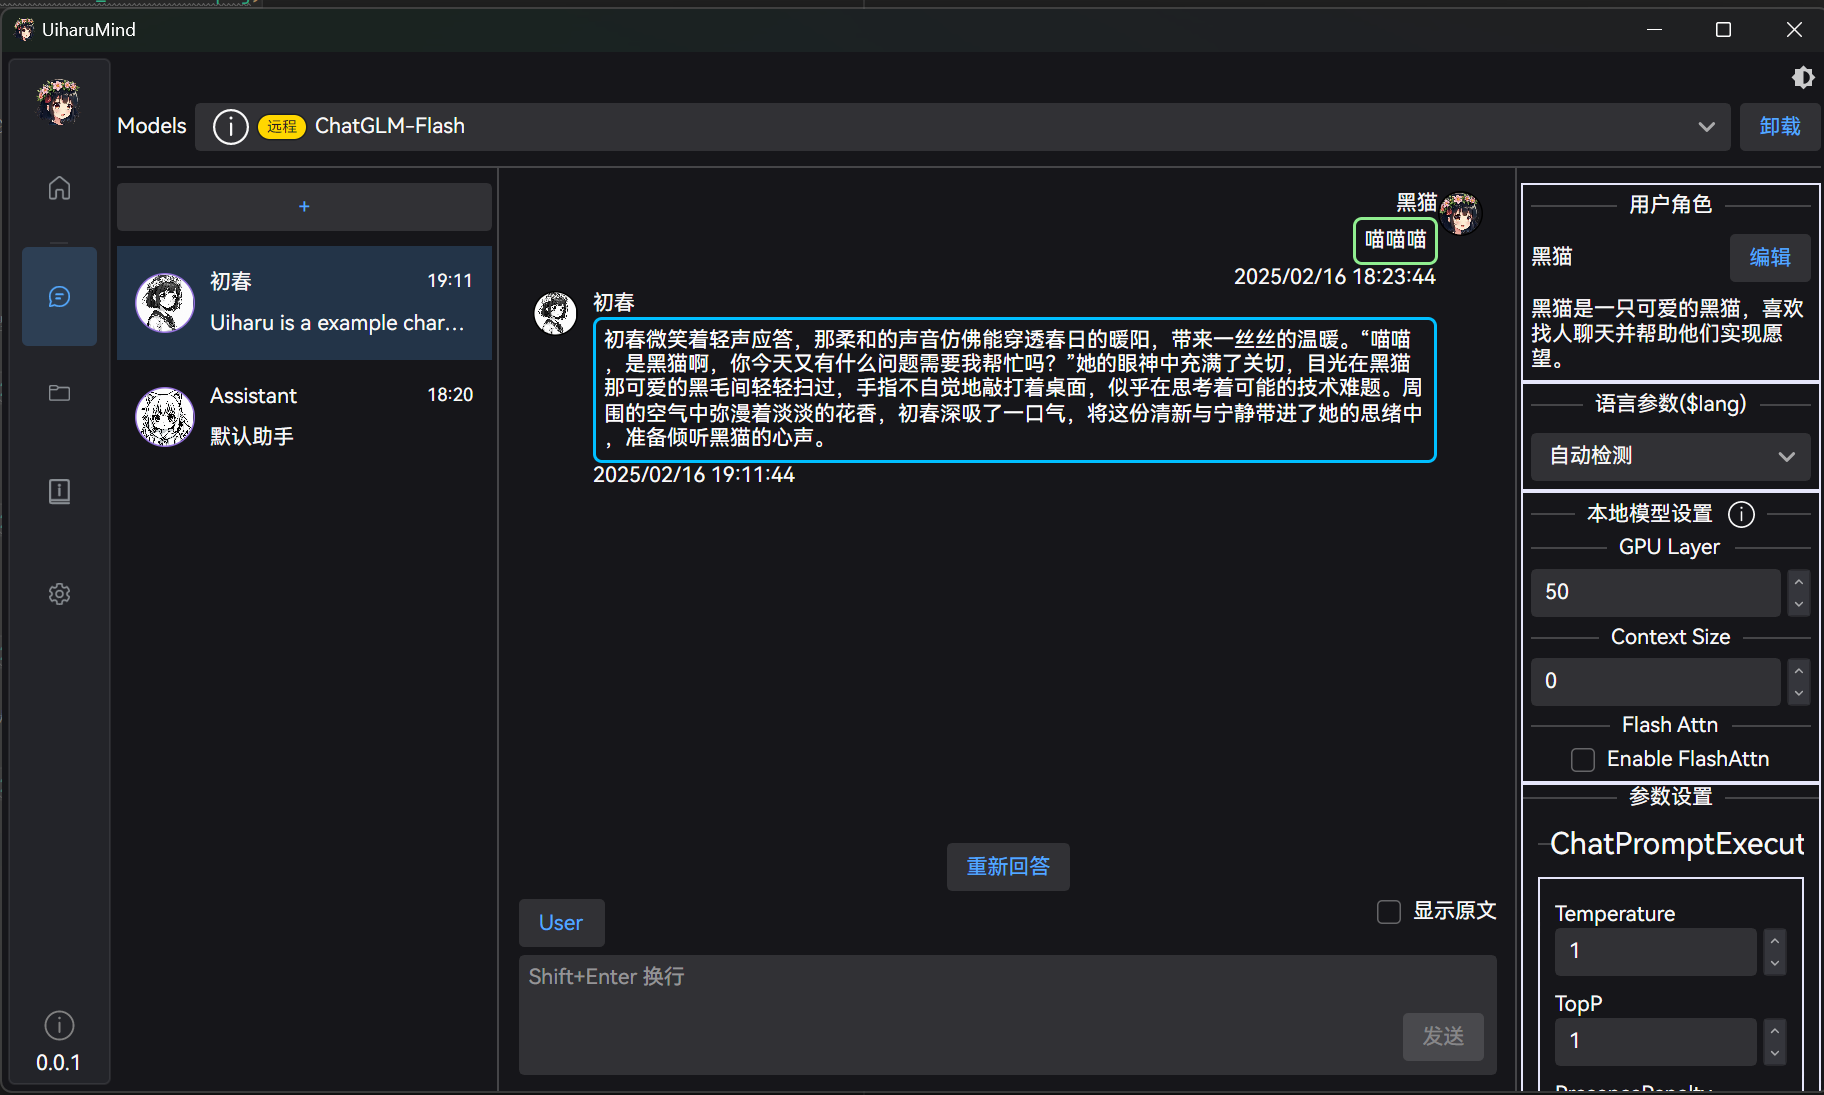 UiharuMind
Models
远程
ChatGLM-Flash
卸载
+
初春
19:11
Uiharu is a example char...
Assistant
18:20
默认助手
黑猫
喵喵喵
2025/02/16 18:23:44
初春
初春微笑着轻声应答，那柔和的声音仿佛能穿透春日的暖阳，带来一丝丝的温暖。“喵喵
，是黑猫啊，你今天又有什么问题需要我帮忙吗？”她的眼神中充满了关切，目光在黑猫
那可爱的黑毛间轻轻扫过，手指不自觉地敲打着桌面，似乎在思考着可能的技术难题。周
围的空气中弥漫着淡淡的花香，初春深吸了一口气，将这份清新与宁静带进了她的思绪中
，准备倾听黑猫的心声。
2025/02/16 19:11:44
重新回答
User
显示原文
Shift+Enter 换行
发送
用户角色
黑猫
编辑
黑猫是一只可爱的黑猫，喜欢
找人聊天并帮助他们实现愿
望。
语言参数($lang)
自动检测
本地模型设置
GPU Layer
50
Context Size
0
Flash Attn
Enable FlashAttn
参数设置
ChatPromptExecut
Temperature
1
TopP
1
0.0.1